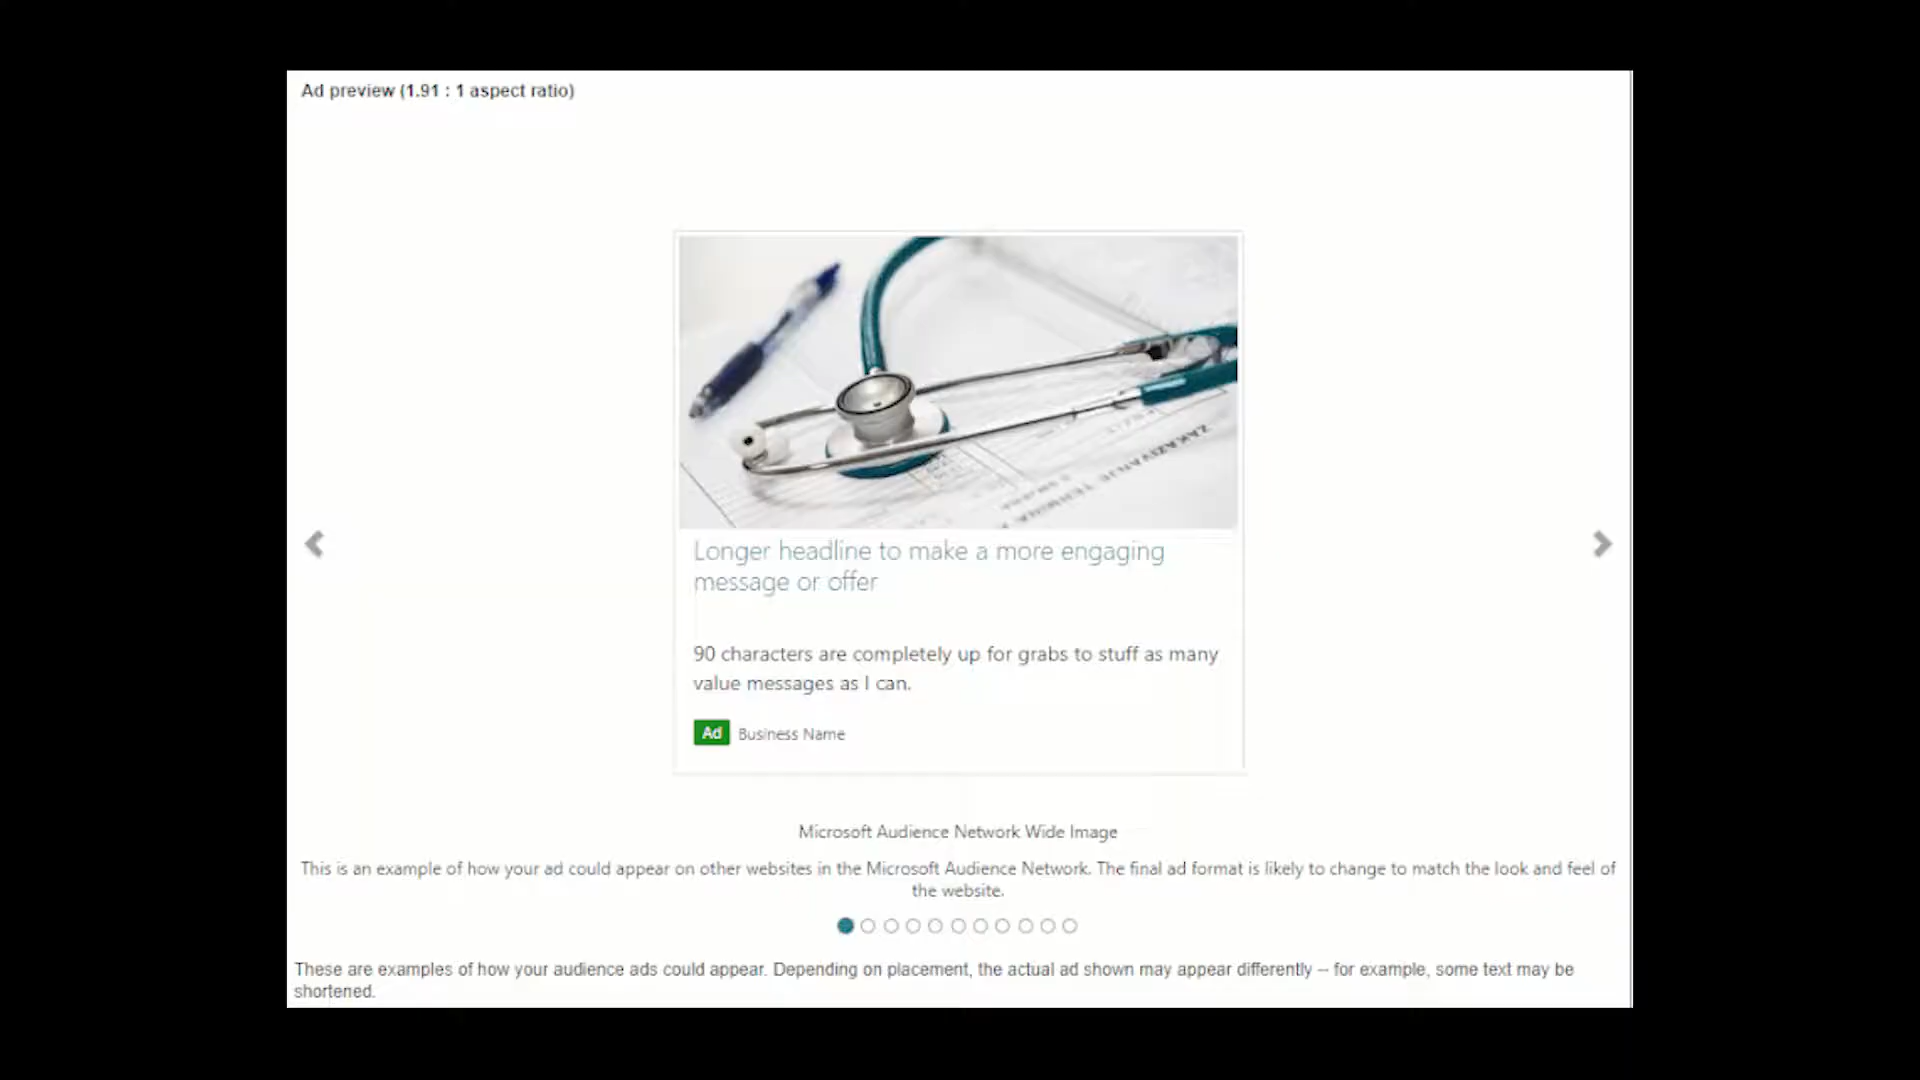 Ad preview (1.91 : 1 aspect ratio)
ZAKAZIVANJE TERMINA
Longer headline to make a more engaging
message or offer
90 characters are completely up for grabs to stuff as many
value messages as I can.
Ad Business Name
Microsoft Audience Network Wide Image
This is an example of how your ad could appear on other websites in the Microsoft Audience Network. The final ad format is likely to change to match the look and feel of
the website.
These are examples of how your audience ads could appear. Depending on placement, the actual ad shown may appear differently -- for example, some text may be
shortened.